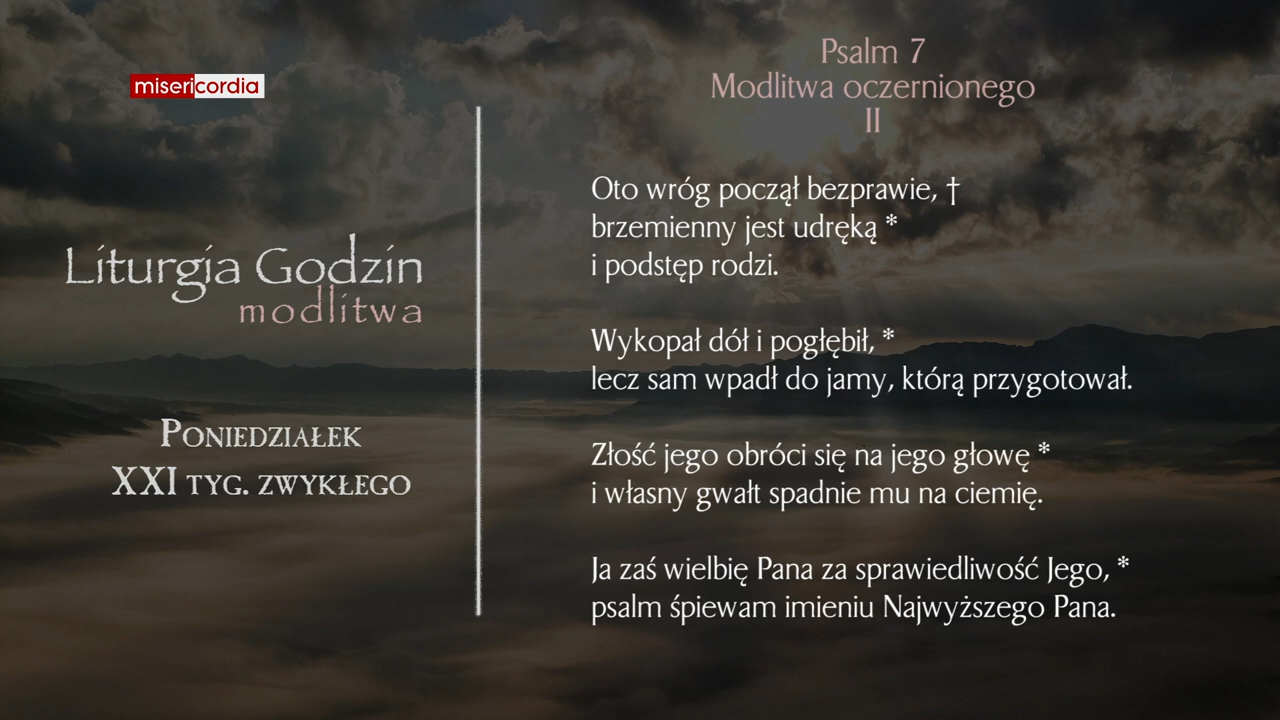 misericordia
Liturgia Godzin
modlitwa
Poniedziałek
XXI tyg. zwykłego
Psalm 7
Modlitwa oczernionego
II
Oto wróg począł bezprawie, †
brzemienny jest udręką *
i podstęp rodzi.
Wykopał dół i pogłębił, *
lecz sam wpadł do jamy, którą przygotował.
Złość jego obróci się na jego głowę *
i własny gwałt spadnie mu na ciemię.
Ja zaś wielbię Pana za sprawiedliwość Jego, *
psalm śpiewam imieniu Najwyższego Pana.